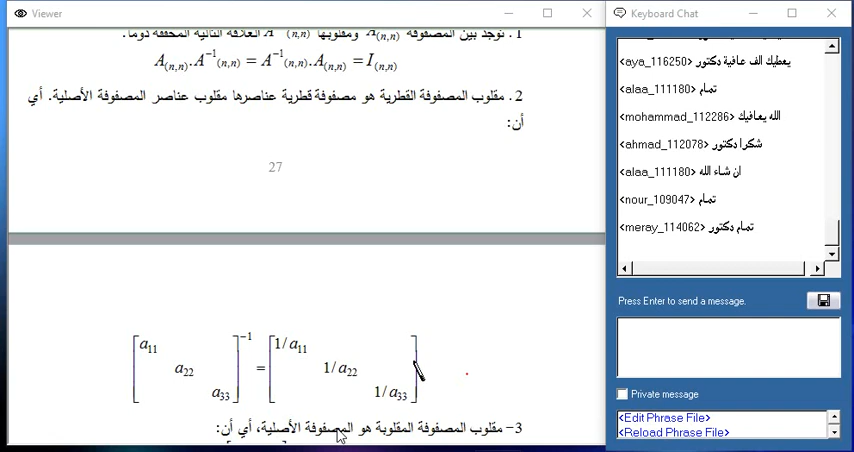 Viewer
1. توجد بين المصفوفة A(n,n) ومقلوبها A⁻¹(n,n) العلاقة التالية المحققة دوماً.
A(n,n).A⁻¹(n,n) = A⁻¹(n,n).A(n,n) = I(n,n)
2. مقلوب المصفوفة القطرية هو مصفوفة قطرية عناصرها مقلوب عناصر المصفوفة الأصلية. أي
أن:
27
[a11 a22 a33]⁻¹ = [1/a11 1/a22 1/a33]
3- مقلوب المصفوفة المقلوبة هو المصفوفة الأصلية، أي أن:
Keyboard Chat
<aya_116250> يعطيك الف عافية دكتور
<alaa_111180> تمام
<mohammad_112286> الله يعافيك
<ahmad_112078> شكرا دكتور
<alaa_111180> ان شاء الله
<nour_109047> تمام
<meray_114062> تمام دكتور
Press Enter to send a message.
Private message
<Edit Phrase File>
<Reload Phrase File>